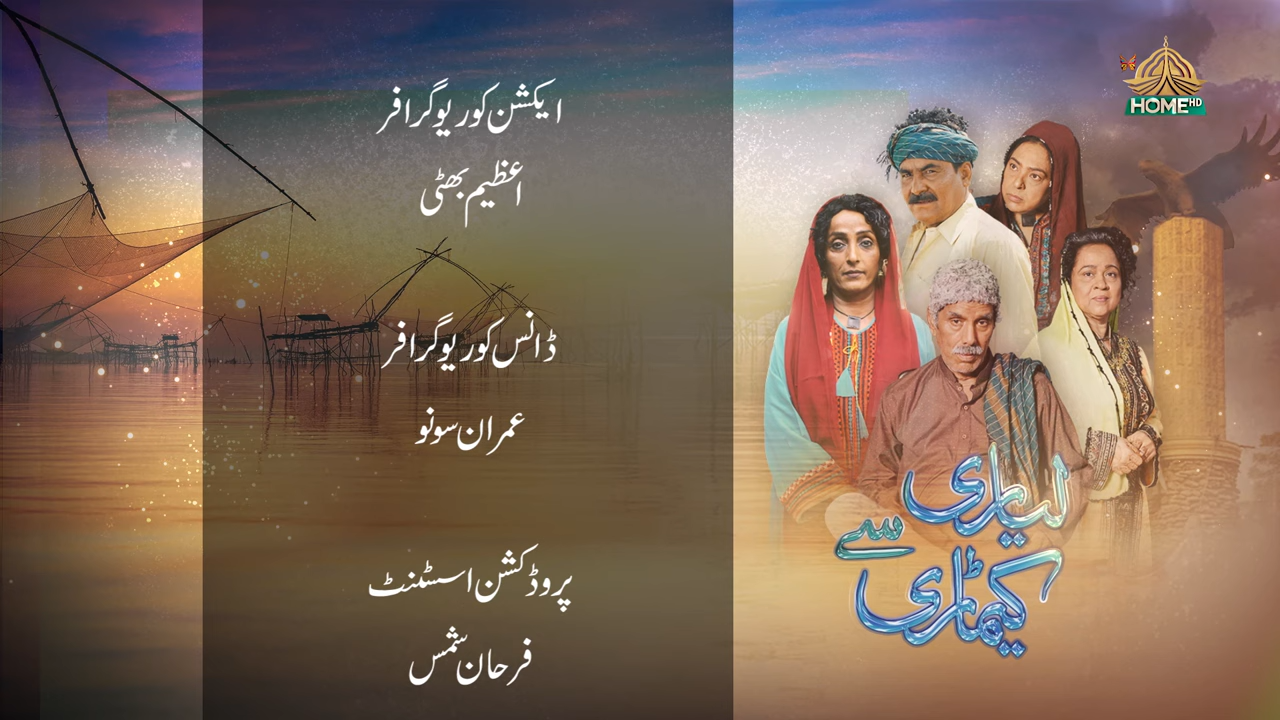 ایکشن کوریوگرافر
اعظیم بھٹی
ڈانس کوریوگرافر
عمران سونو
پروڈکشن اسسٹنٹ
فرحان شمس
HOME HD
لیاری
سے
کیماڑی